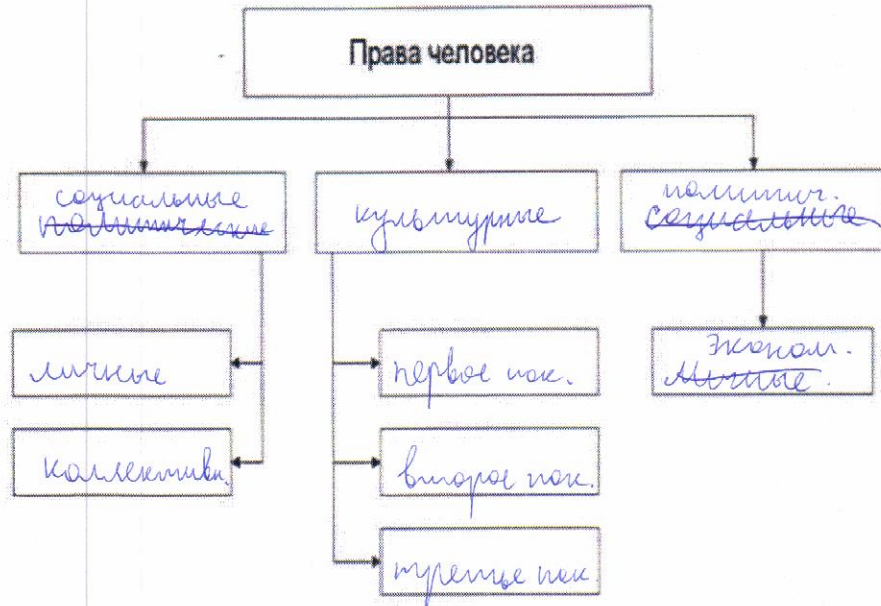 Права человека
социальные
политические
культурные
политич.
социальные
личные
коллективн.
первое пок.
второе пок.
третье пок.
эконом.
личные.